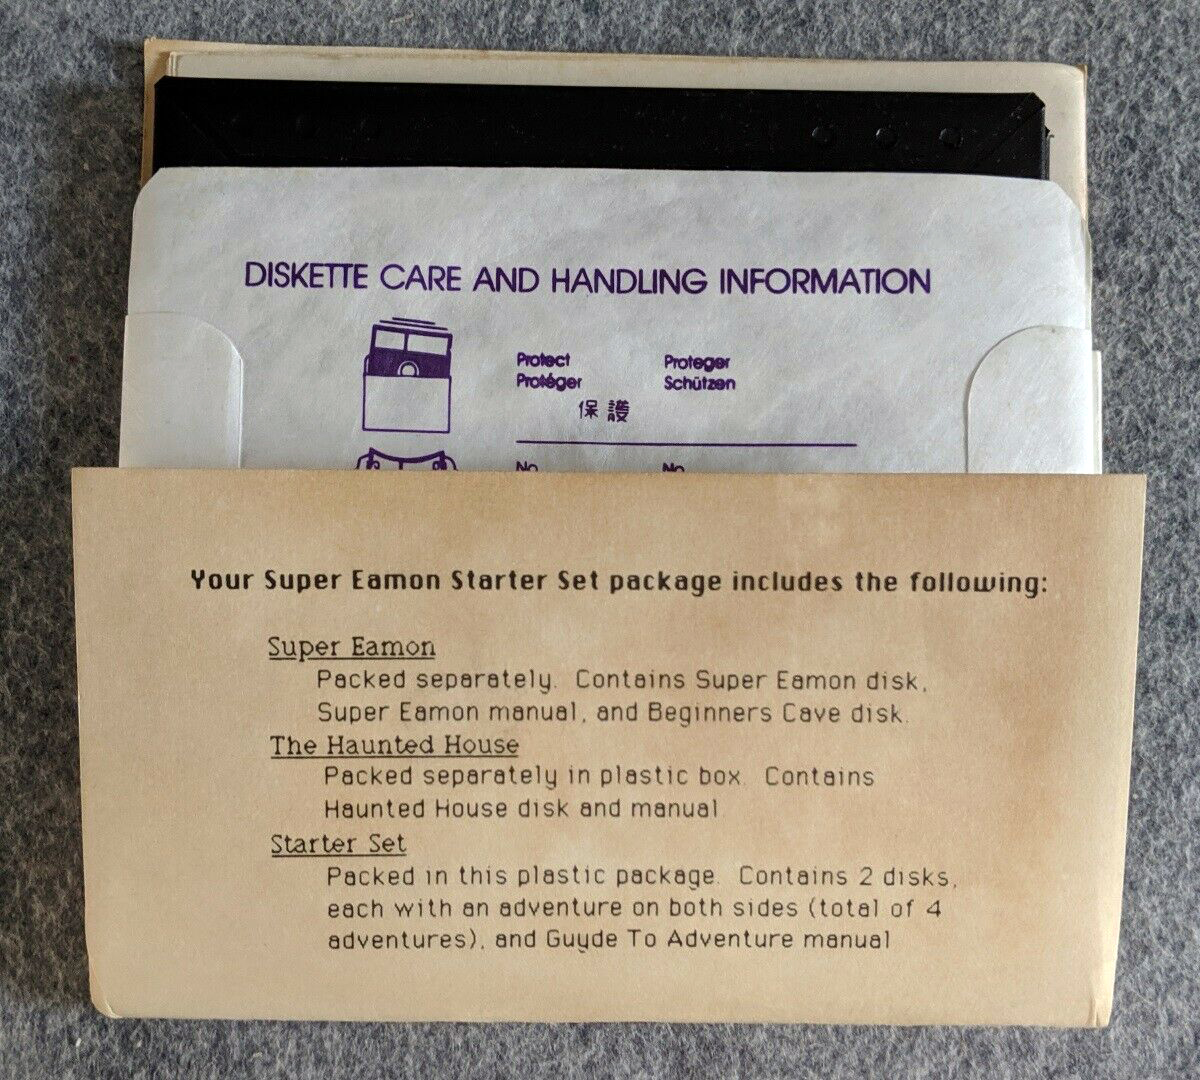 DISKETTE CARE AND HANDLING INFORMATION
Protect Proteger
Protéger Schützen
保護
No No
Your Super Eamon Starter Set package includes the following:
Super Eamon
Packed separately. Contains Super Eamon disk,
Super Eamon manual, and Beginners Cave disk.
The Haunted House
Packed separately in plastic box. Contains
Haunted House disk and manual
Starter Set
Packed in this plastic package. Contains 2 disks,
each with an adventure on both sides (total of 4
adventures), and Guyde To Adventure manual